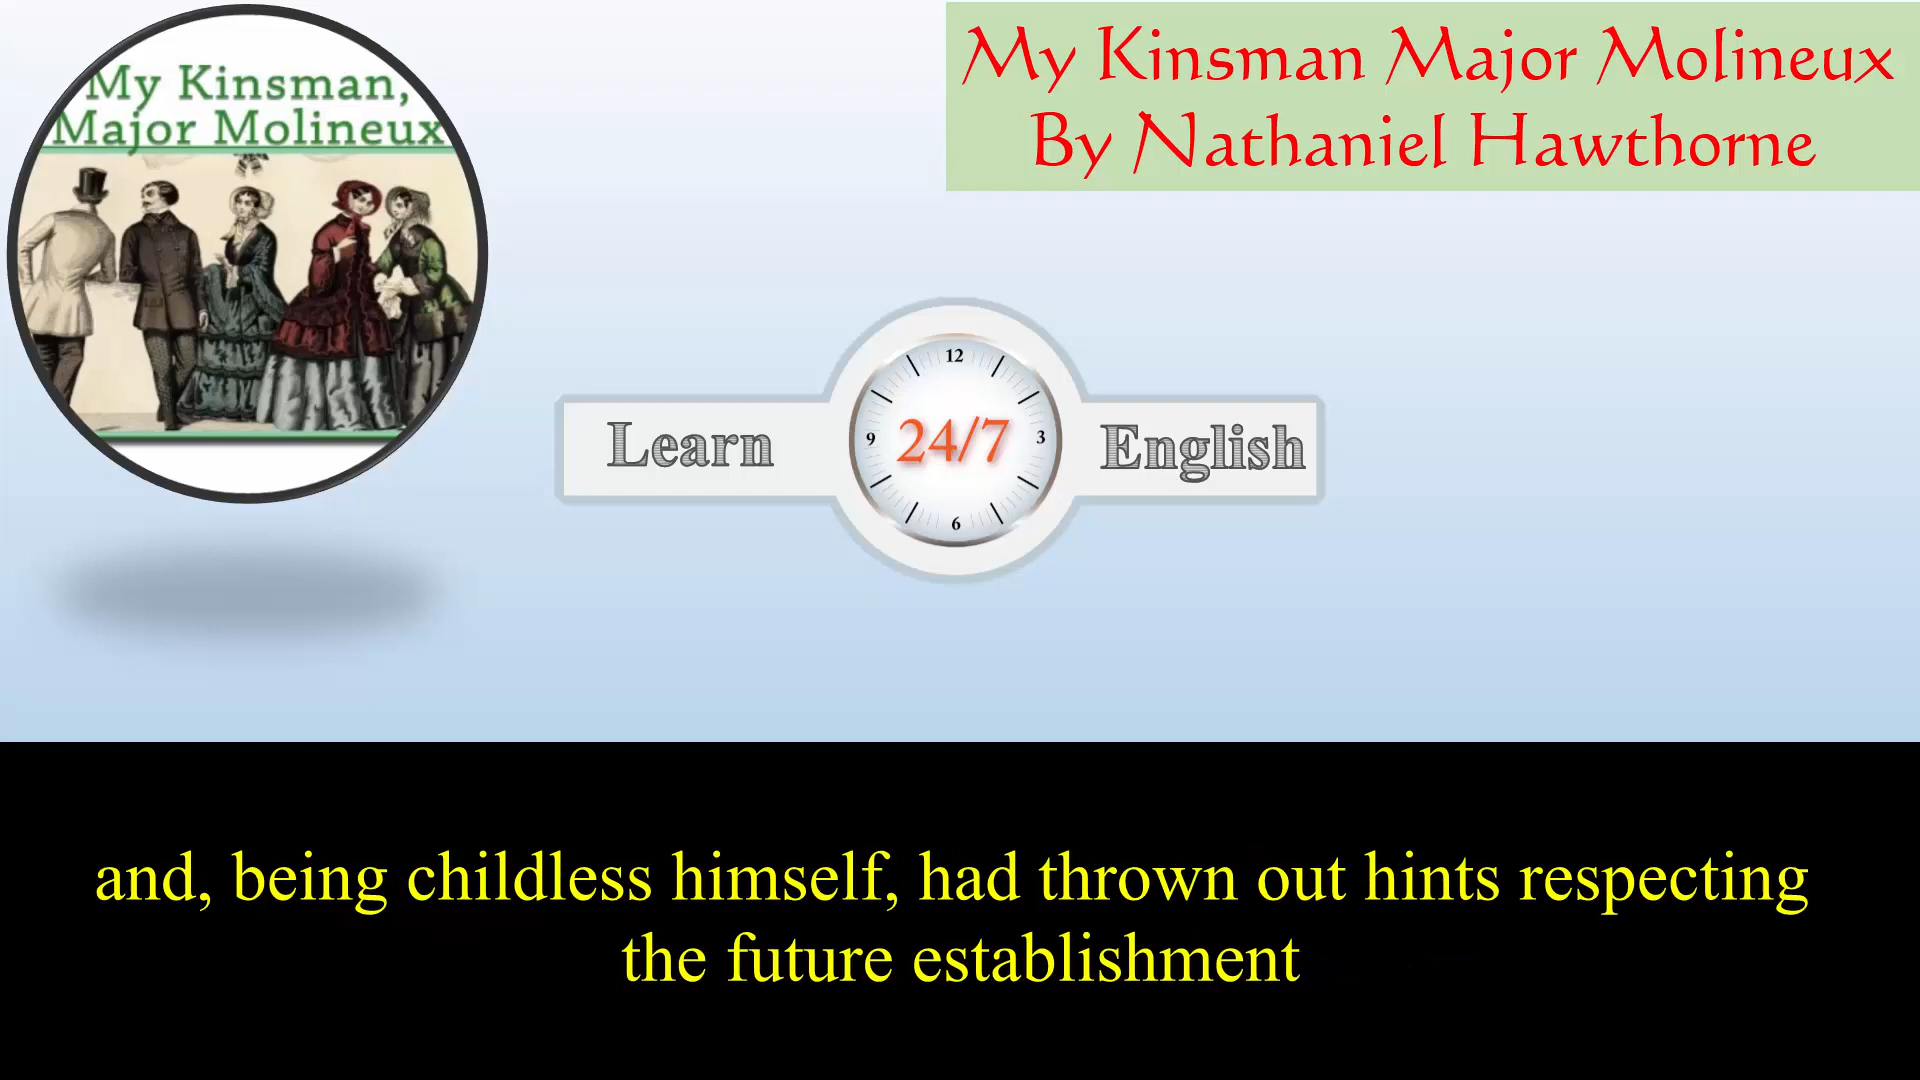 My Kinsman,
Major Molineux
My Kinsman Major Molineux
By Nathaniel Hawthorne
12
Learn 9 24/7 3 English
6
and, being childless himself, had thrown out hints respecting
the future establishment